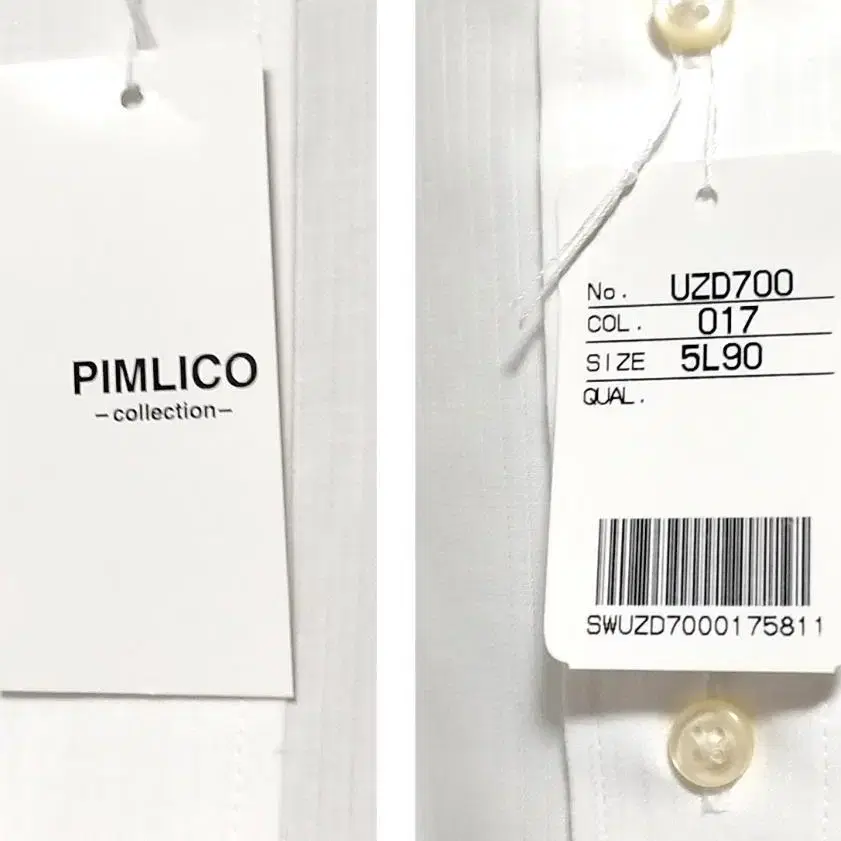 PIMLICO
–collection–
No. UZD700
COL. 017
SIZE 5L90
QUAL.
SWUZD7000175811